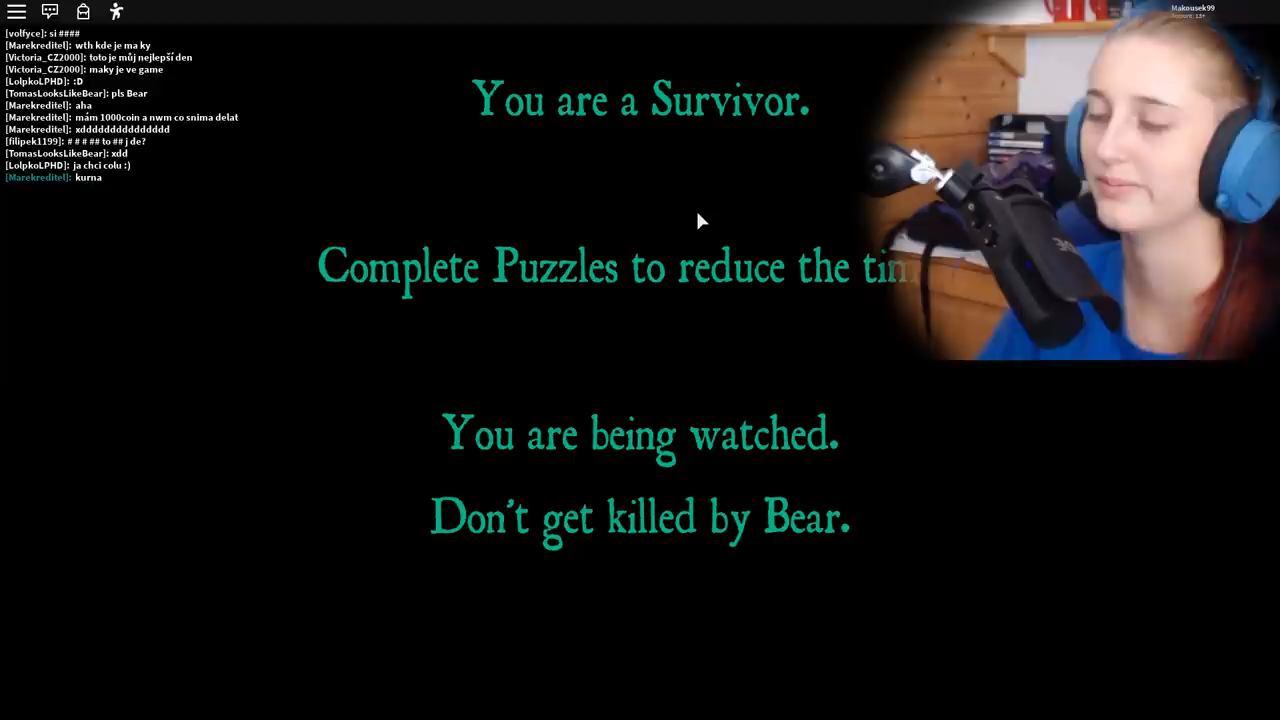 Makousek99
Account: 13+
[volfyce]: si ####
[Marekreditel]: wth kde je ma ky
[Victoria_CZ2000]: toto je můj nejlepší den
[Victoria_CZ2000]: maky je ve game
[LolpkoLPHD]: :D
[TomasLooksLikeBear]: pls Bear
[Marekreditel]: aha
[Marekreditel]: mám 1000coin a nwm co snima delat
[Marekreditel]: xdddddddddddddddd
[filipek1199]: # # # ## to ## j de?
[TomasLooksLikeBear]: xdd
[LolpkoLPHD]: ja chci colu :)
[Marekreditel]: kurna
You are a Survivor.
Complete Puzzles to reduce the
You are being watched.
Don't get killed by Bear.